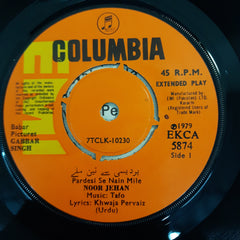 COLUMBIA
45 R.P.M.
EXTENDED PLAY
Manufactured by
EMI (Pakistan) Ltd.
Karachi
(Registered Users of
Trade Mark)
Pe
7TCLK-10230
Babar
Pictures
GABBAR
SINGH
℗1979
EKCA
5874
Side 1
پردیسی سے نین ملے
Pardesi Se Nain Mile
NOOR JEHAN
Music: Tafo
Lyrics: Khwaja Pervaiz
(Urdu)